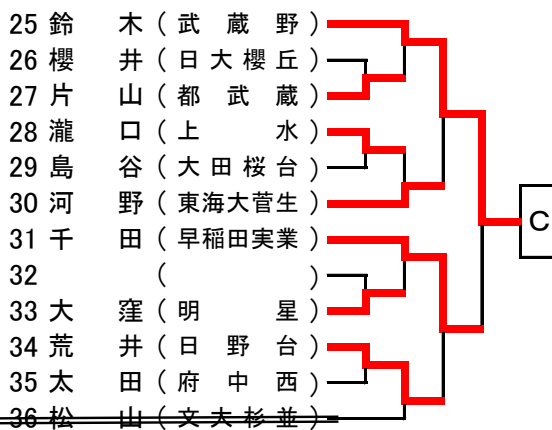 25 鈴 木 ( 武 蔵 野 )
26 櫻 井 ( 日 大 櫻 丘 )
27 片 山 ( 都 武 蔵 )
28 瀧 口 ( 上 水 )
29 島 谷 ( 大 田 桜 台 )
30 河 野 ( 東海大菅生 )
31 千 田 ( 早稲田実業 )
32 ( )
33 大 窪 ( 明 星 )
34 荒 井 ( 日 野 台 )
35 太 田 ( 府 中 西 )
36 松 山 ( 文 大 杉 並 )
C